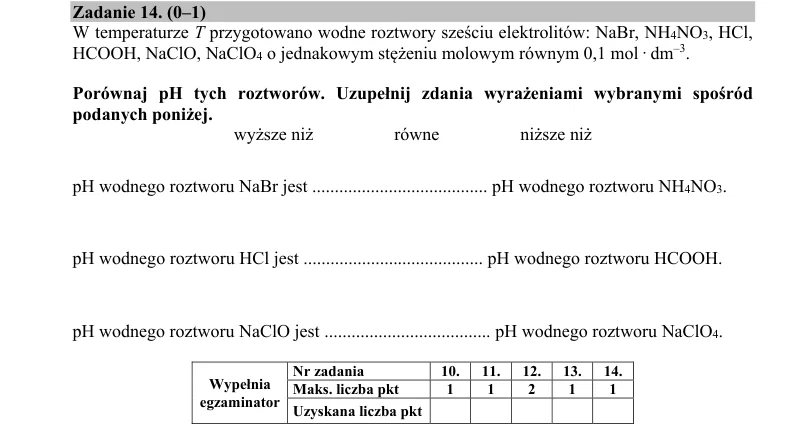 Zadanie 14. (0–1)
W temperaturze T przygotowano wodne roztwory sześciu elektrolitów: NaBr, NH₄NO₃, HCl,
HCOOH, NaClO, NaClO₄ o jednakowym stężeniu molowym równym 0,1 mol · dm⁻³.
Porównaj pH tych roztworów. Uzupełnij zdania wyrażeniami wybranymi spośród
podanych poniżej.
wyższe niż równe niższe niż
pH wodnego roztworu NaBr jest ....................................... pH wodnego roztworu NH₄NO₃.
pH wodnego roztworu HCl jest ........................................ pH wodnego roztworu HCOOH.
pH wodnego roztworu NaClO jest ..................................... pH wodnego roztworu NaClO₄.
Wypełnia egzaminator
Nr zadania 10. 11. 12. 13. 14.
Maks. liczba pkt 1 1 2 1 1
Uzyskana liczba pkt